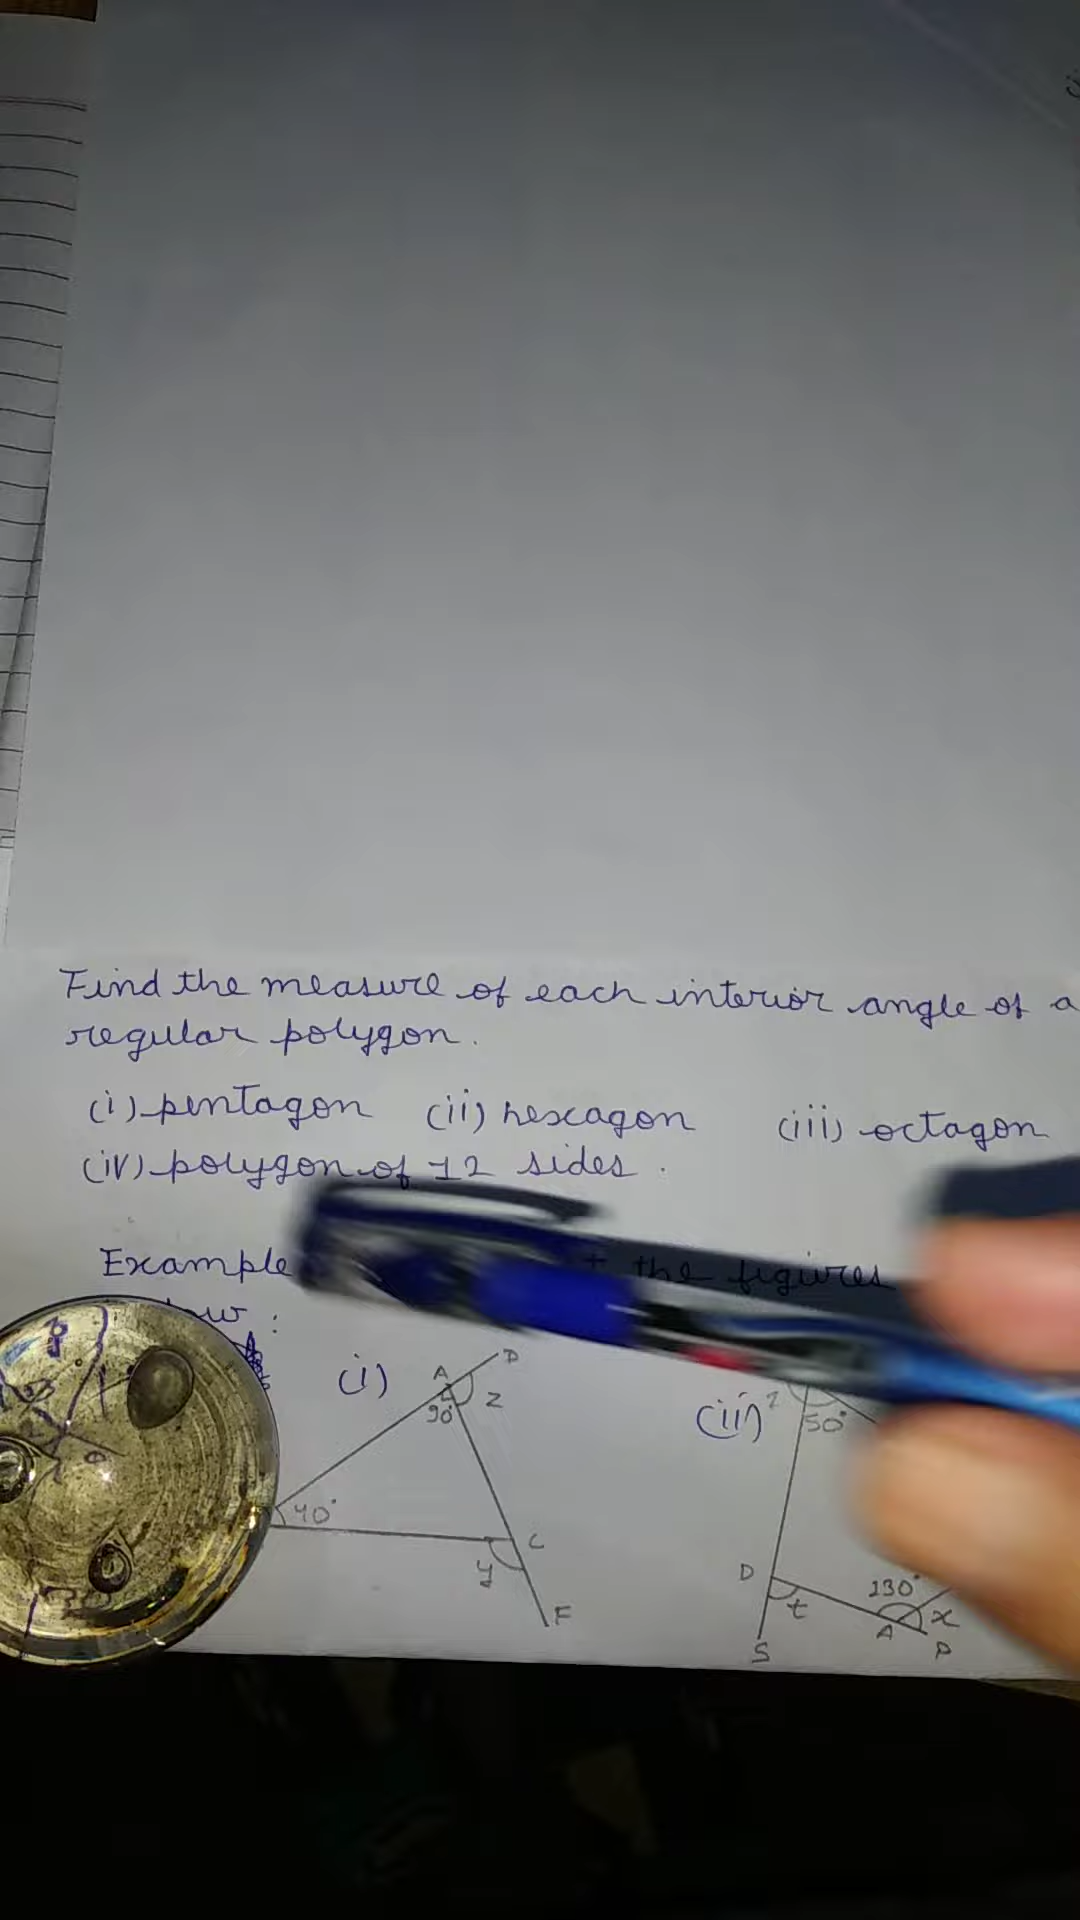 Find the measure of each interior angle of a
regular polygon.
(i) pentagon (ii) hexagon (iii) octagon
(iv) polygon of 12 sides.
Example the figures
:
(i) A D (ii) z
90° z 50°
40°
C
y
F
D 130°
t x
A P
S